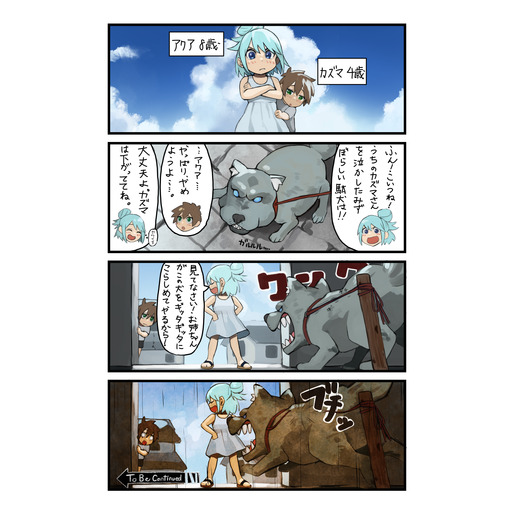 アクア 8歳
カズマ 4歳
ふん!こいつね!
うちのカズマさん
を泣かしたみす
ぼらしい駄犬は!!
ガルルル…
…アクア…
やっぱり、やめ
ようよ…。
大丈夫よ。カズマ
は下がっててね。
ワンワン
見てなさい!お姉ちゃん
がこの犬をギッタギッタに
こらしめてやるから!
ブチッ
To Be Continued